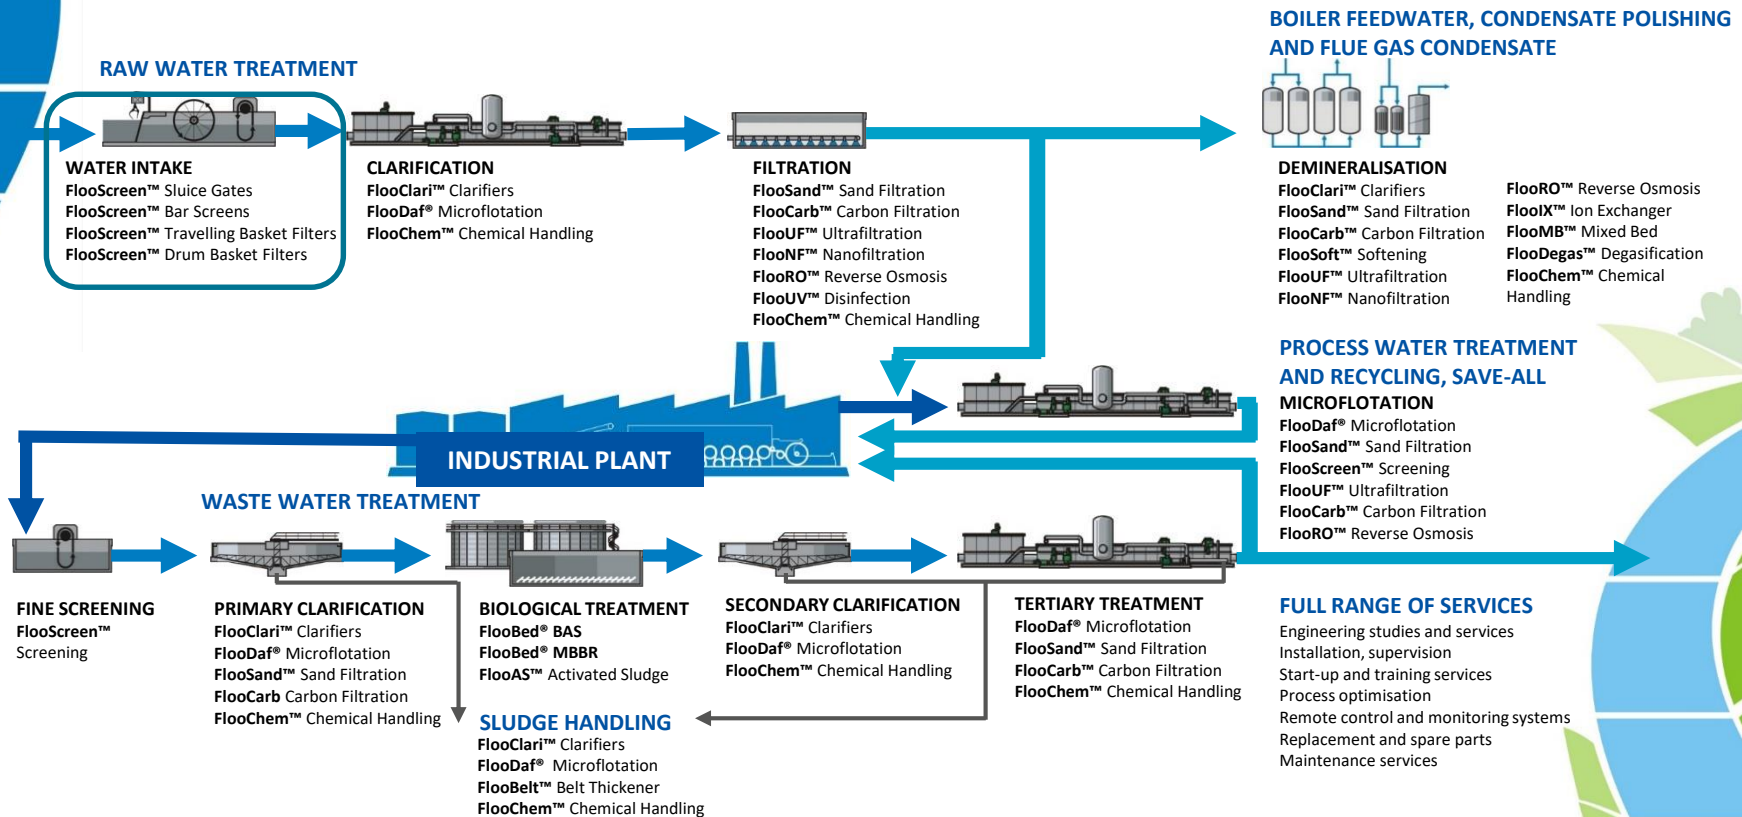 BOILER FEEDWATER, CONDENSATE POLISHING
AND FLUE GAS CONDENSATE
RAW WATER TREATMENT
WATER INTAKE
FlooScreen™ Sluice Gates
FlooScreen™ Bar Screens
FlooScreen™ Travelling Basket Filters
FlooScreen™ Drum Basket Filters
CLARIFICATION
FlooClari™ Clarifiers
FlooDaf® Microflotation
FlooChem™ Chemical Handling
FILTRATION
FlooSand™ Sand Filtration
FlooCarb™ Carbon Filtration
FlooUF™ Ultrafiltration
FlooNF™ Nanofiltration
FlooRO™ Reverse Osmosis
FlooUV™ Disinfection
FlooChem™ Chemical Handling
DEMINERALISATION
FlooClari™ Clarifiers
FlooSand™ Sand Filtration
FlooCarb™ Carbon Filtration
FlooSoft™ Softening
FlooUF™ Ultrafiltration
FlooNF™ Nanofiltration
FlooRO™ Reverse Osmosis
FlooIX™ Ion Exchanger
FlooMB™ Mixed Bed
FlooDegas™ Degasification
FlooChem™ Chemical
Handling
PROCESS WATER TREATMENT
AND RECYCLING, SAVE-ALL
MICROFLOTATION
FlooDaf® Microflotation
FlooSand™ Sand Filtration
FlooScreen™ Screening
FlooUF™ Ultrafiltration
FlooCarb™ Carbon Filtration
FlooRO™ Reverse Osmosis
INDUSTRIAL PLANT
WASTE WATER TREATMENT
FINE SCREENING
FlooScreen™
Screening
PRIMARY CLARIFICATION
FlooClari™ Clarifiers
FlooDaf® Microflotation
FlooSand™ Sand Filtration
FlooCarb Carbon Filtration
FlooChem™ Chemical Handling
BIOLOGICAL TREATMENT
FlooBed® BAS
FlooBed® MBBR
FlooAS™ Activated Sludge
SECONDARY CLARIFICATION
FlooClari™ Clarifiers
FlooDaf® Microflotation
FlooChem™ Chemical Handling
TERTIARY TREATMENT
FlooDaf® Microflotation
FlooSand™ Sand Filtration
FlooCarb™ Carbon Filtration
FlooChem™ Chemical Handling
SLUDGE HANDLING
FlooClari™ Clarifiers
FlooDaf® Microflotation
FlooBelt™ Belt Thickener
FlooChem™ Chemical Handling
FULL RANGE OF SERVICES
Engineering studies and services
Installation, supervision
Start-up and training services
Process optimisation
Remote control and monitoring systems
Replacement and spare parts
Maintenance services